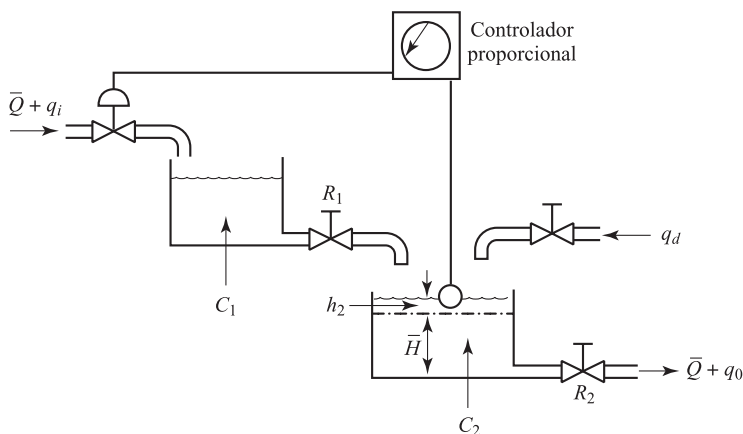 Controlador
proporcional
Q̅ + qᵢ
R₁
q_d
C₁
h₂
H̅
Q̅ + q₀
R₂
C₂